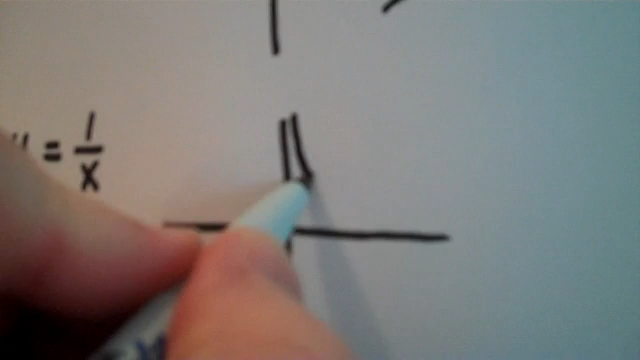 = 1/x